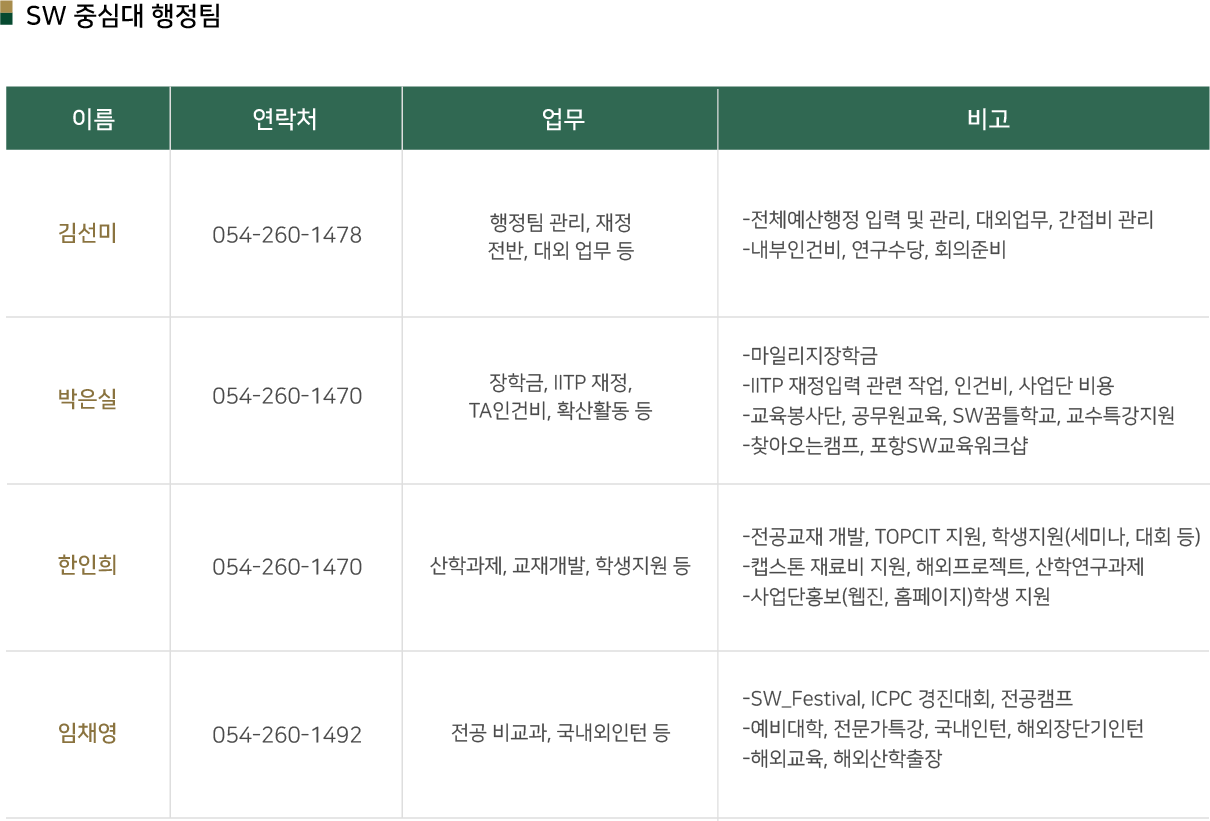 SW 중심대 행정팀
이름 연락처 업무 비고
김선미 054-260-1478
행정팀 관리, 재정
전반, 대외 업무 등
-전체예산행정 입력 및 관리, 대외업무, 간접비 관리
-내부인건비, 연구수당, 회의준비
박은실 054-260-1470
장학금, IITP 재정,
TA인건비, 확산활동 등
-마일리지장학금
-IITP 재정입력 관련 작업, 인건비, 사업단 비용
-교육봉사단, 공무원교육, SW꿈틀학교, 교수특강지원
-찾아오는캠프, 포항SW교육워크샵
한인희 054-260-1470
산학과제, 교재개발, 학생지원 등
-전공교재 개발, TOPCIT 지원, 학생지원(세미나, 대회 등)
-캡스톤 재료비 지원, 해외프로젝트, 산학연구과제
-사업단홍보(웹진, 홈페이지)학생 지원
임채영 054-260-1492
전공 비교과, 국내외인턴 등
-SW_Festival, ICPC 경진대회, 전공캠프
-예비대학, 전문가특강, 국내인턴, 해외장단기인턴
-해외교육, 해외산학출장